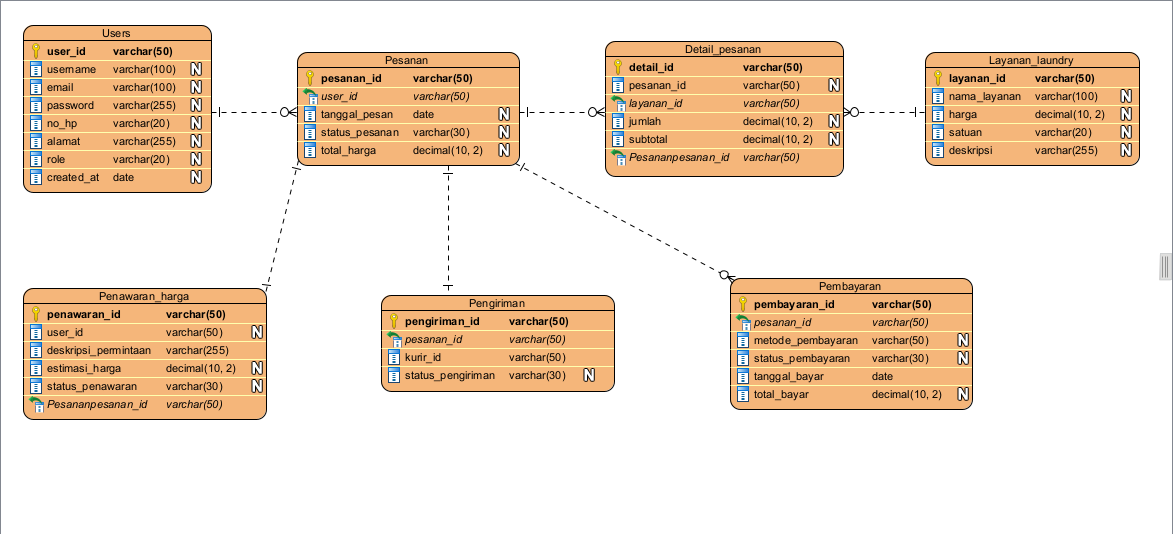 Users
user_id varchar(50)
username varchar(100) N
email varchar(100) N
password varchar(255) N
no_hp varchar(20) N
alamat varchar(255) N
role varchar(20) N
created_at date N
Pesanan
pesanan_id varchar(50)
user_id varchar(50)
tanggal_pesan date N
status_pesanan varchar(30) N
total_harga decimal(10, 2) N
Detail_pesanan
detail_id varchar(50)
pesanan_id varchar(50) N
layanan_id varchar(50)
jumlah decimal(10, 2) N
subtotal decimal(10, 2) N
Pesananpesanan_id varchar(50)
Layanan_laundry
layanan_id varchar(50)
nama_layanan varchar(100) N
harga decimal(10, 2) N
satuan varchar(20) N
deskripsi varchar(255) N
Penawaran_harga
penawaran_id varchar(50)
user_id varchar(50) N
deskripsi_permintaan varchar(255)
estimasi_harga decimal(10, 2) N
status_penawaran varchar(30) N
Pesananpesanan_id varchar(50)
Pengiriman
pengiriman_id varchar(50)
pesanan_id varchar(50)
kurir_id varchar(50)
status_pengiriman varchar(30) N
Pembayaran
pembayaran_id varchar(50)
pesanan_id varchar(50)
metode_pembayaran varchar(50) N
status_pembayaran varchar(30) N
tanggal_bayar date
total_bayar decimal(10, 2) N